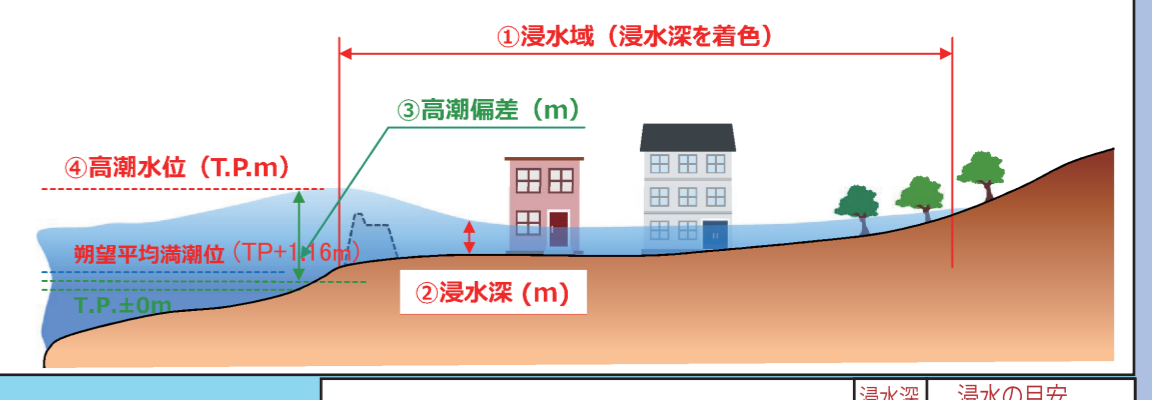 ①浸水域（浸水深を着色）
③高潮偏差（m）
④高潮水位（T.P.m）
朔望平均満潮位（TP+1.16m）
T.P.±0m
②浸水深 (m)
浸水深
浸水の目安